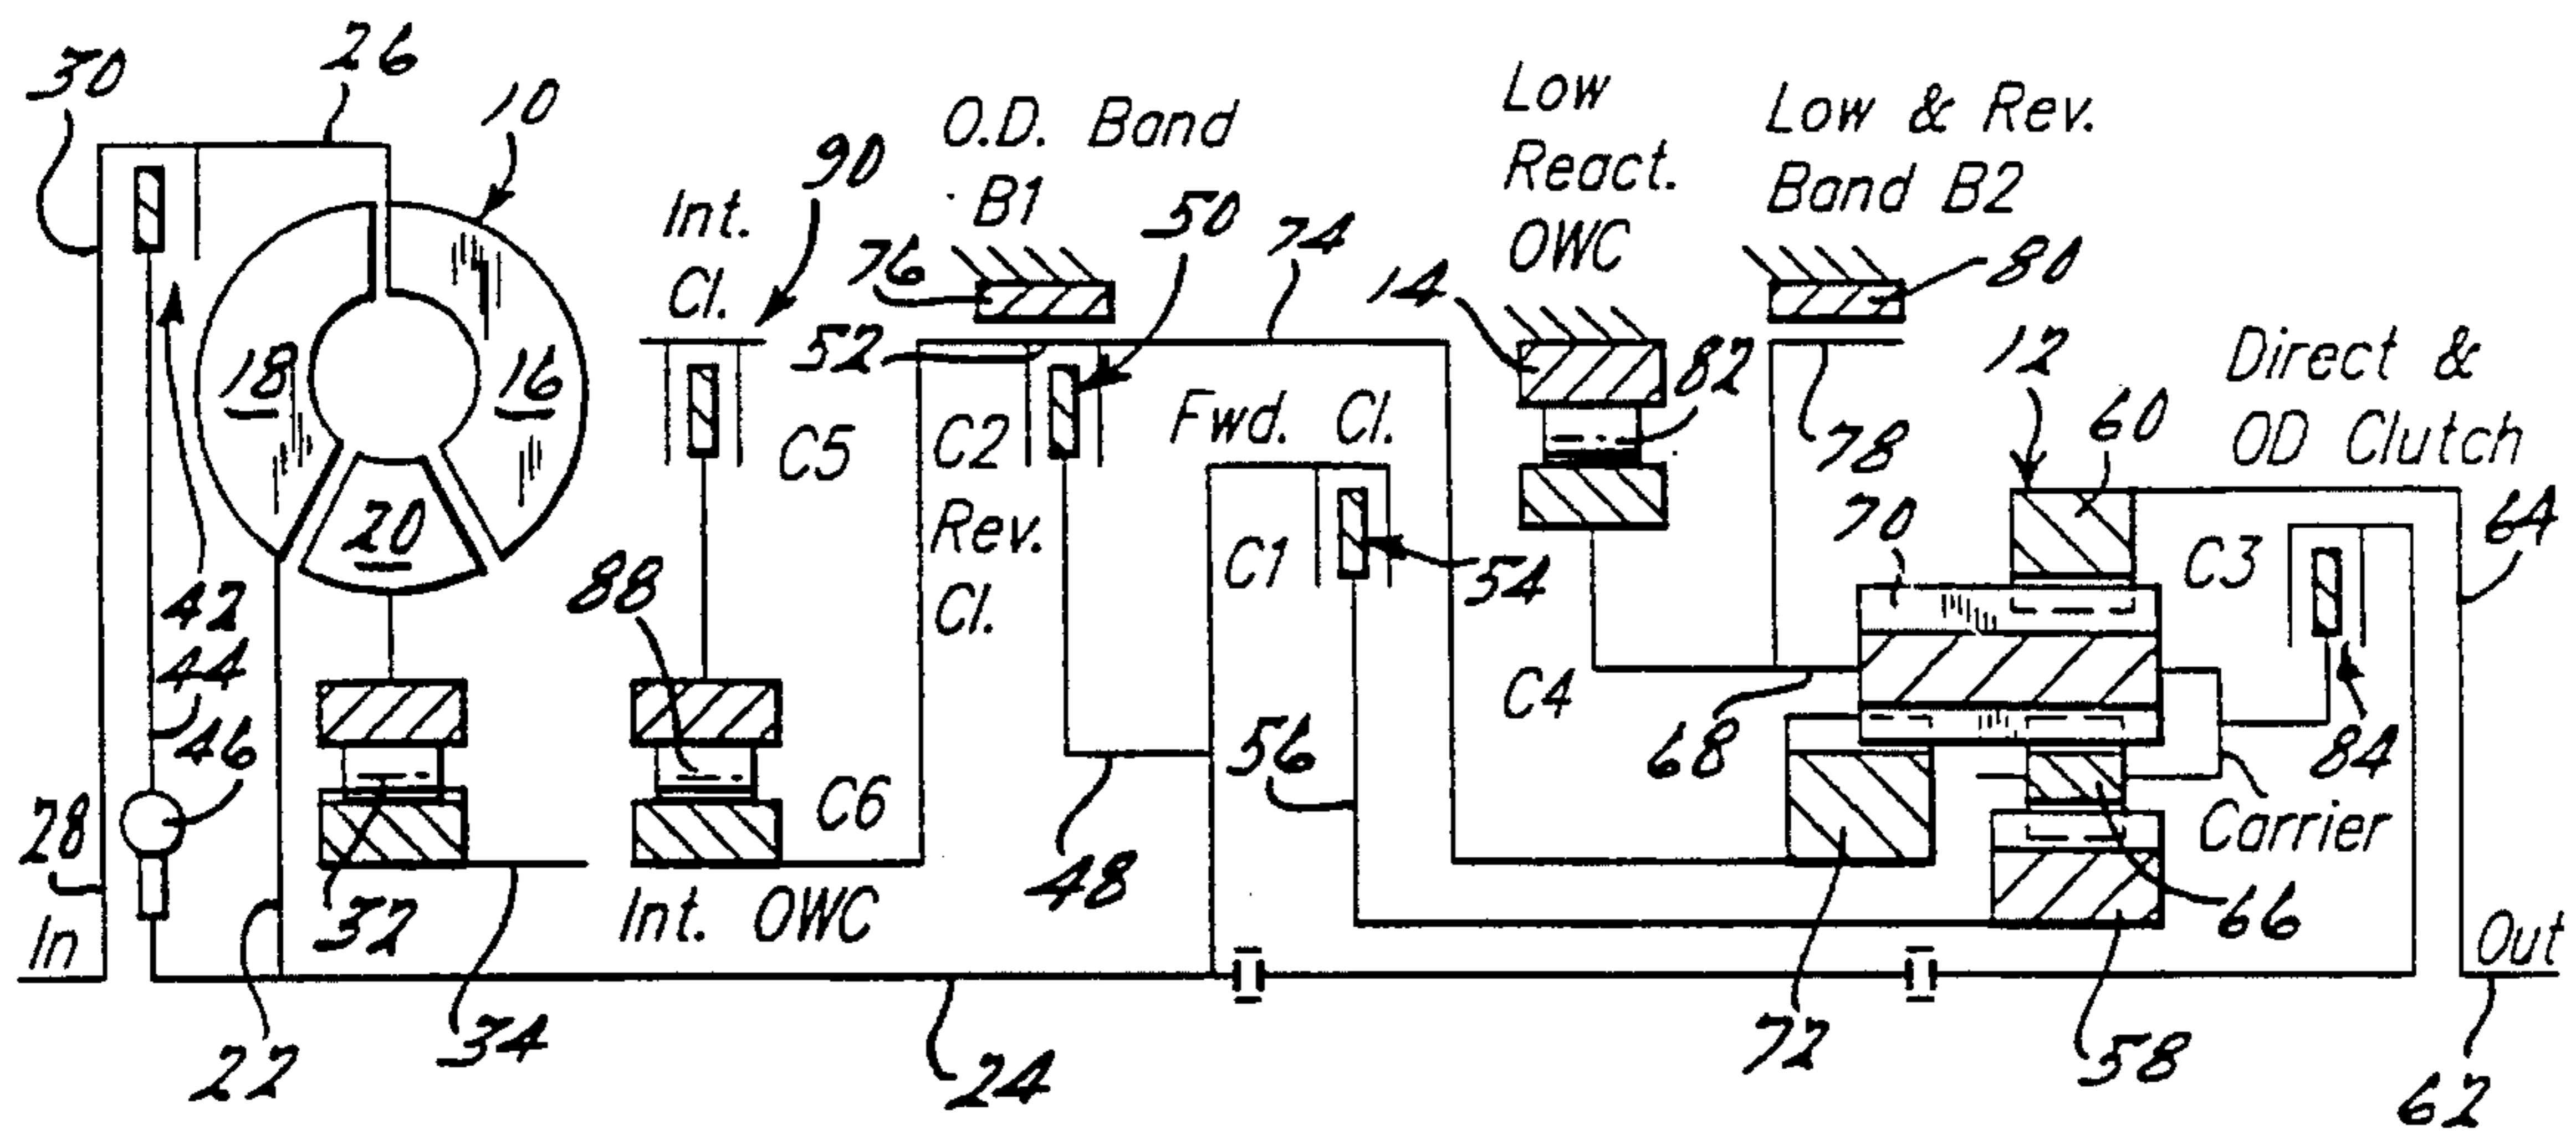 30
26
10
Int.
Cl.
90
O.D. Band
B1
50
76
52
74
Low
React.
OWC
14
82
Low & Rev.
Band B2
80
78
12
60
Direct &
OD Clutch
64
18
16
20
42
44
46
28
In
22
32
34
24
88
C5
C6
Int. OWC
C2
Rev.
Cl.
48
Fwd. Cl.
C1
54
56
C4
68
70
72
C3
84
Carrier
66
58
Out
62